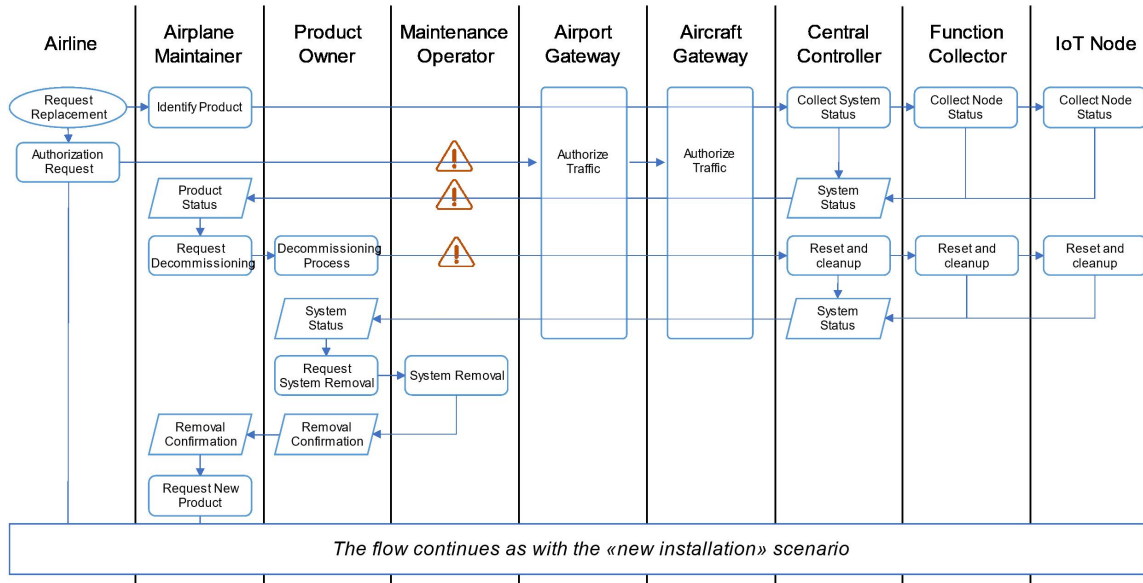 Airline
Airplane
Maintainer
Product
Owner
Maintenance
Operator
Airport
Gateway
Aircraft
Gateway
Central
Controller
Function
Collector
IoT Node
Request
Replacement
Identify Product
Collect System
Status
Collect Node
Status
Collect Node
Status
Authorization
Request
Authorize
Traffic
Authorize
Traffic
Product
Status
System
Status
Request
Decommissioning
Decommissioning
Process
Reset and
cleanup
Reset and
cleanup
Reset and
cleanup
System
Status
System
Status
Request
System Removal
System Removal
Removal
Confirmation
Removal
Confirmation
Request New
Product
The flow continues as with the «new installation» scenario